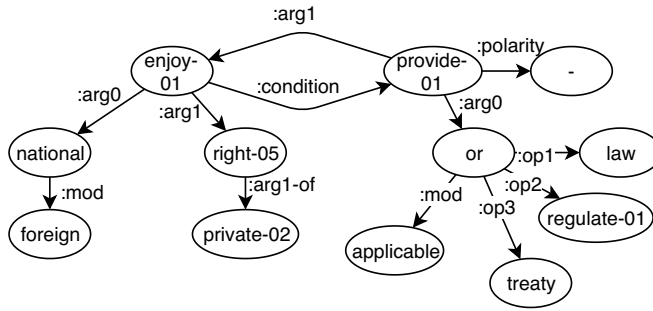 :arg1
enjoy-
01
provide-
01
:polarity
-
:condition
:arg0
:arg1
:arg0
national
right-05
or
:op1
law
:mod
:arg1-of
:mod
:op2
:op3
regulate-01
foreign
private-02
applicable
treaty